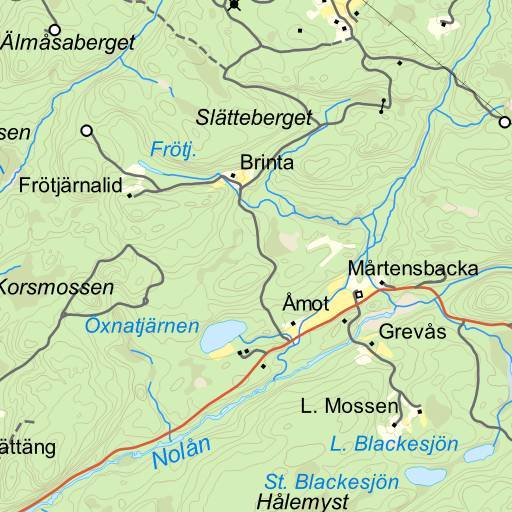 Älmåsaberget
Slätteberget
sen
Frötj.
Brinta
Frötjärnalid
Mårtensbacka
Korsmossen
Åmot
Oxnatjärnen
Grevås
L. Mossen
ättäng
Nolån
L. Blackesjön
St. Blackesjön
Hålemyst